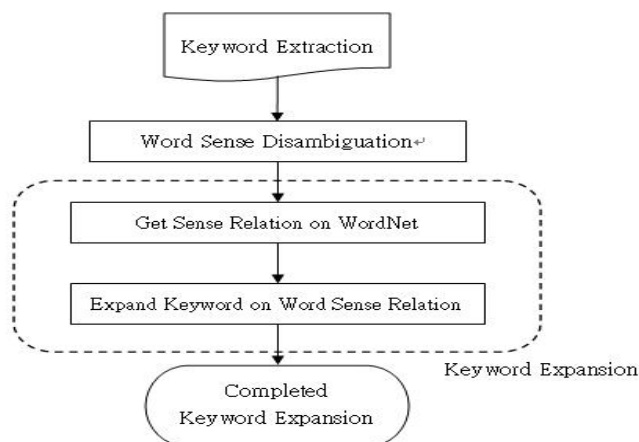 Keyword Extraction
Word Sense Disambiguation↵
Get Sense Relation on WordNet
Expand Keyword on Word Sense Relation
Keyword Expansion
Completed
Keyword Expansion